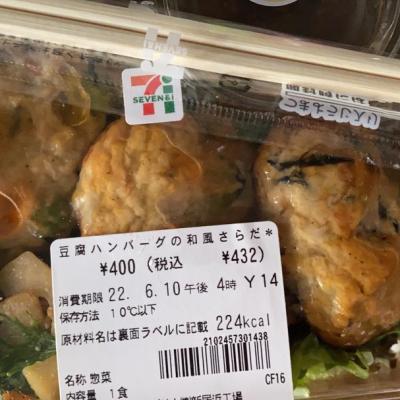 SEVEN&i
豆腐ハンバーグの和風さらだ*
¥400 (税込 ¥432)
消費期限 22. 6.10午後 4時 Y14
保存方法 10℃以下
原材料名は裏面ラベルに記載 224kcal
2102457301438
名称 惣菜
CF16
内容量 1食